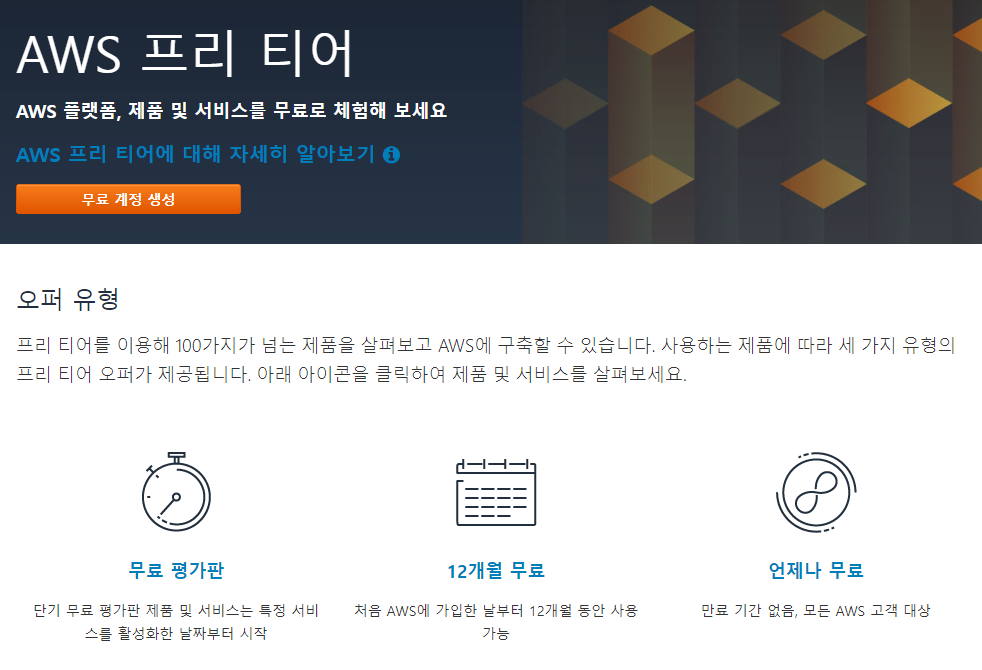 AWS 프리 티어
AWS 플랫폼, 제품 및 서비스를 무료로 체험해 보세요
AWS 프리 티어에 대해 자세히 알아보기
무료 계정 생성
오퍼 유형
프리 티어를 이용해 100가지가 넘는 제품을 살펴보고 AWS에 구축할 수 있습니다. 사용하는 제품에 따라 세 가지 유형의
프리 티어 오퍼가 제공됩니다. 아래 아이콘을 클릭하여 제품 및 서비스를 살펴보세요.
무료 평가판
단기 무료 평가판 제품 및 서비스는 특정 서비
스를 활성화한 날짜부터 시작
12개월 무료
처음 AWS에 가입한 날부터 12개월 동안 사용
가능
언제나 무료
만료 기간 없음, 모든 AWS 고객 대상